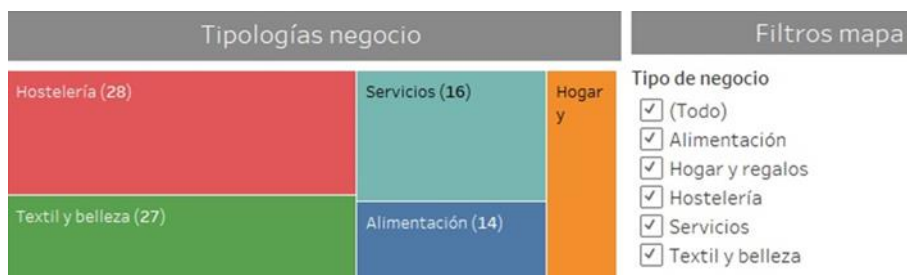 Tipologías negocio
Filtros mapa
Hostelería (28)
Servicios (16)
Hogar
y
Textil y belleza (27)
Alimentación (14)
Tipo de negocio
(Todo)
Alimentación
Hogar y regalos
Hostelería
Servicios
Textil y belleza